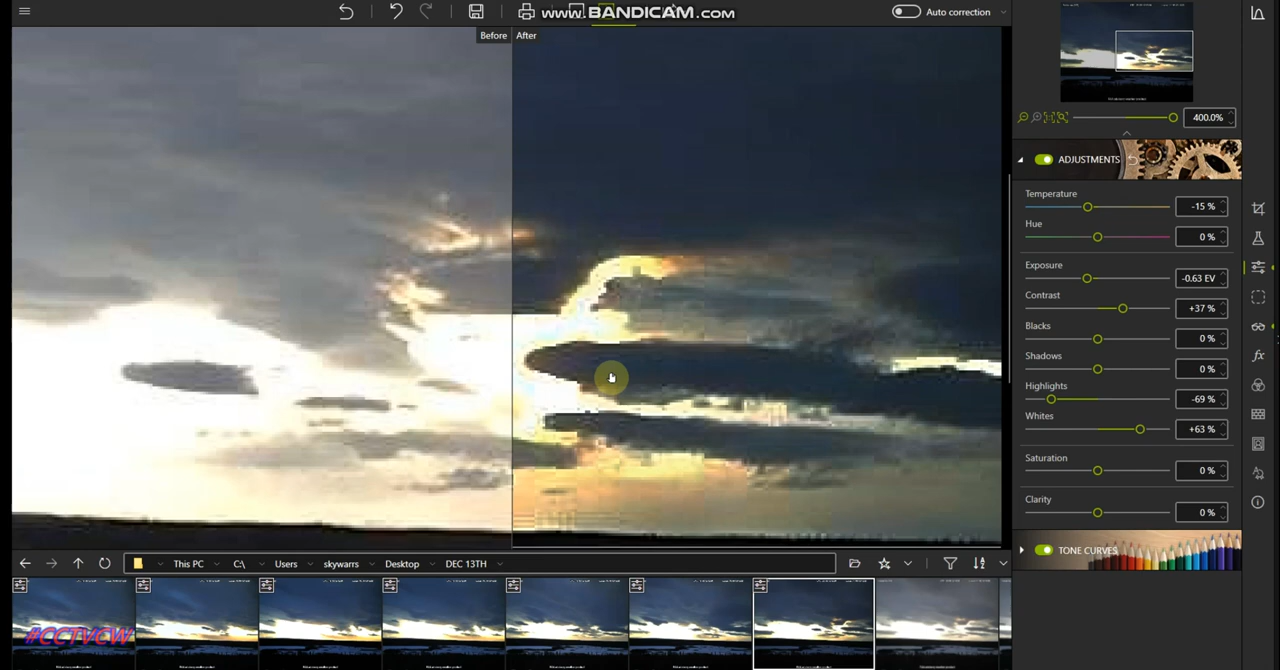 www.BANDICAM.com
Auto correction
Before
After
400.0%
ADJUSTMENTS
Temperature
-15 %
Hue
0 %
Exposure
-0.63 EV
Contrast
+37 %
Blacks
0 %
Shadows
0 %
Highlights
-69 %
Whites
+63 %
Saturation
0 %
Clarity
0 %
TONE CURVES
This PC
C:\
Users
skywarrs
Desktop
DEC 13TH
#CCTVCW